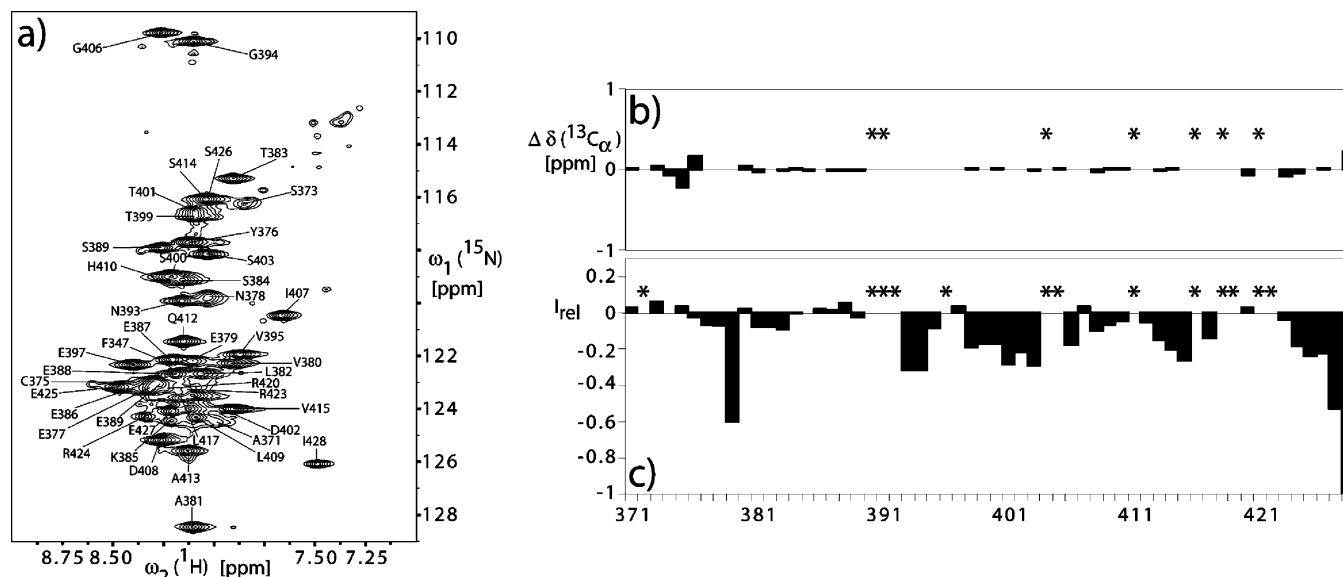 a)
110
G406
G394
112
114
S426
T383
S414
S373
116
T401
T399
Y376
S389
S400
S403
ω1 (15N)
[ppm]
H410
S384
N378
I407
N393
Q412
E387
E379
V395
122
F347
E397
V380
E388
L382
C375
R420
E425
R423
E386
124
V415
E377
E389
E427
D402
R424
L417
A371
I428
K385
L409
D408
126
A413
A381
128
8.75 8.50 7.50 7.25
ω2 (1H) [ppm]
b)
1
Δ δ (13Cα)
[ppm]
** * * * * *
0
-1
0.2
* *** * ** * * ** **
Irel
0
-0.2
-0.4
-0.6
-0.8
c)
-1
371 381 391 401 411 421